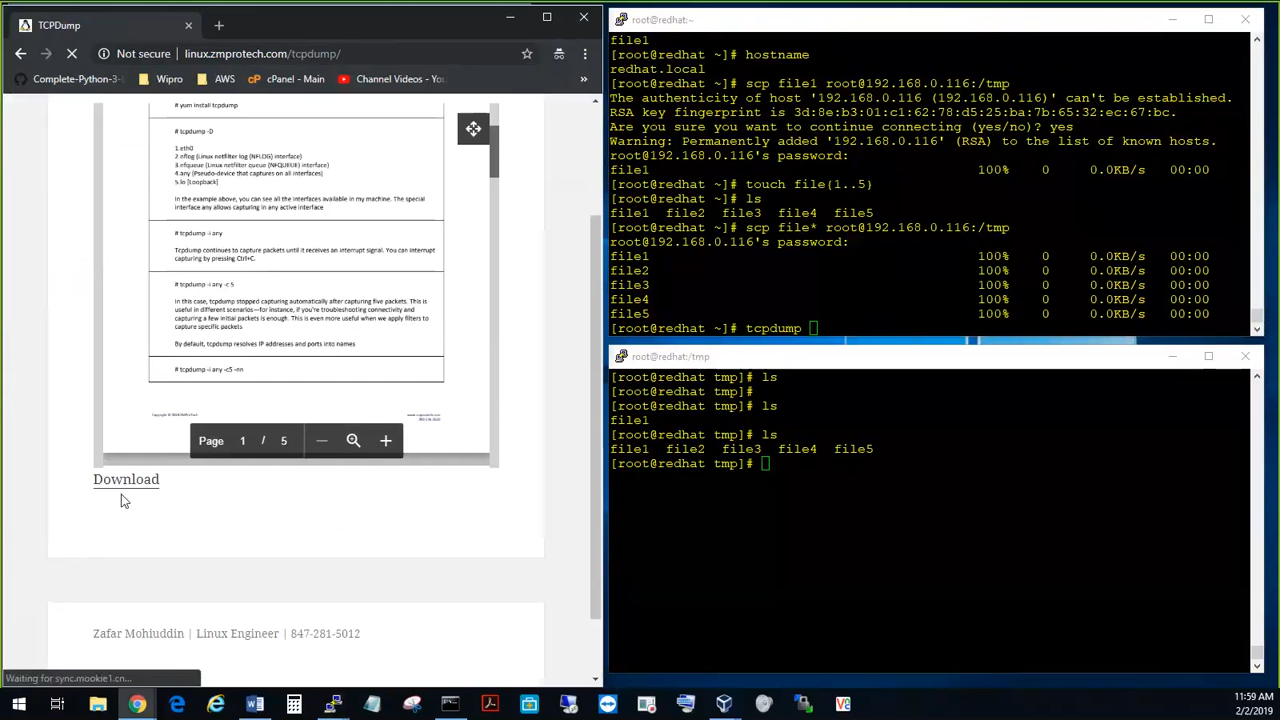 TCPDump
Not secure | linux.zmprotech.com/tcpdump/
Complete-Python-3-
Wipro
AWS
cPanel - Main
Channel Videos - You
# yum install tcpdump
# tcpdump -D
1.eth0
2.nflog (Linux netfilter log (NFLOG) interface)
3.nfqueue (Linux netfilter queue (NFQUEUE) interface)
4.any (Pseudo-device that captures on all interfaces)
5.lo [Loopback]
In the example above, you can see all the interfaces available in my machine. The special
interface any allows capturing in any active interface
# tcpdump -i any
Tcpdump continues to capture packets until it receives an interrupt signal. You can interrupt
capturing by pressing Ctrl+C.
# tcpdump -i any -c 5
In this case, tcpdump stopped capturing automatically after capturing five packets. This is
useful in different scenarios—for instance, if you're troubleshooting connectivity and
capturing a few initial packets is enough. This is even more useful when we apply filters to
capture specific packets
By default, tcpdump resolves IP addresses and ports into names
# tcpdump -i any -c5 -nn
Page 1 / 5
Download
Zafar Mohiuddin | Linux Engineer | 847-281-5012
Waiting for sync.mookie1.cn...
root@redhat:~
file1
[root@redhat ~]# hostname
redhat.local
[root@redhat ~]# scp file1 root@192.168.0.116:/tmp
The authenticity of host '192.168.0.116 (192.168.0.116)' can't be established.
RSA key fingerprint is 3d:8e:b3:01:c1:62:78:d5:25:ba:7b:65:32:ec:67:bc.
Are you sure you want to continue connecting (yes/no)? yes
Warning: Permanently added '192.168.0.116' (RSA) to the list of known hosts.
root@192.168.0.116's password:
file1 100% 0 0.0KB/s 00:00
[root@redhat ~]# touch file{1..5}
[root@redhat ~]# ls
file1 file2 file3 file4 file5
[root@redhat ~]# scp file* root@192.168.0.116:/tmp
root@192.168.0.116's password:
file1 100% 0 0.0KB/s 00:00
file2 100% 0 0.0KB/s 00:00
file3 100% 0 0.0KB/s 00:00
file4 100% 0 0.0KB/s 00:00
file5 100% 0 0.0KB/s 00:00
[root@redhat ~]# tcpdump
root@redhat:/tmp
[root@redhat tmp]# ls
[root@redhat tmp]#
[root@redhat tmp]# ls
file1
[root@redhat tmp]# ls
file1 file2 file3 file4 file5
[root@redhat tmp]#
11:59 AM
2/2/2019